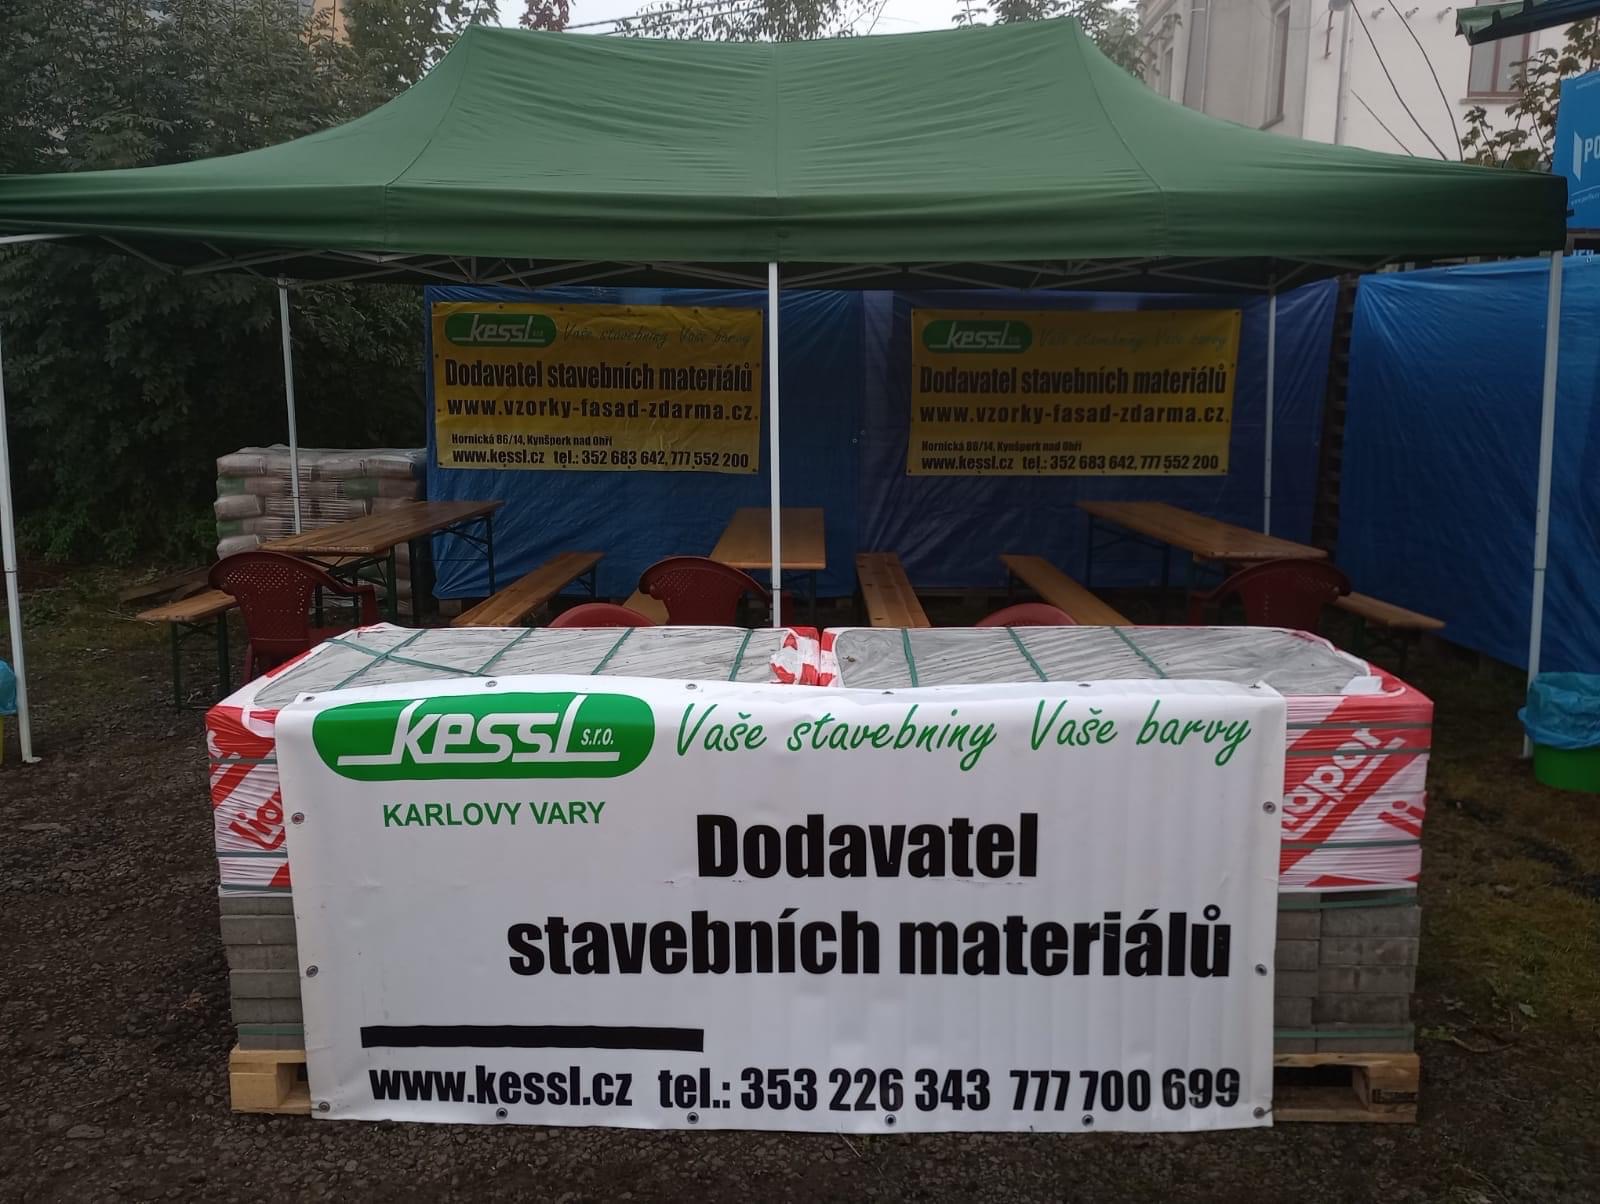 kessl s.r.o. Vaše stavebniny Vaše barvy
Dodavatel stavebních materiálů
www.vzorky-fasad-zdarma.cz
Hornická 86/14, Kynšperk nad Ohří
www.kessl.cz tel.: 352 683 642, 777 552 200
kessl s.r.o. Vaše stavebniny Vaše barvy
Dodavatel stavebních materiálů
www.vzorky-fasad-zdarma.cz
Hornická 86/14, Kynšperk nad Ohří
www.kessl.cz tel.: 352 683 642, 777 552 200
kessl s.r.o. Vaše stavebniny Vaše barvy
KARLOVY VARY
Dodavatel
stavebních materiálů
www.kessl.cz tel.: 353 226 343 777 700 699